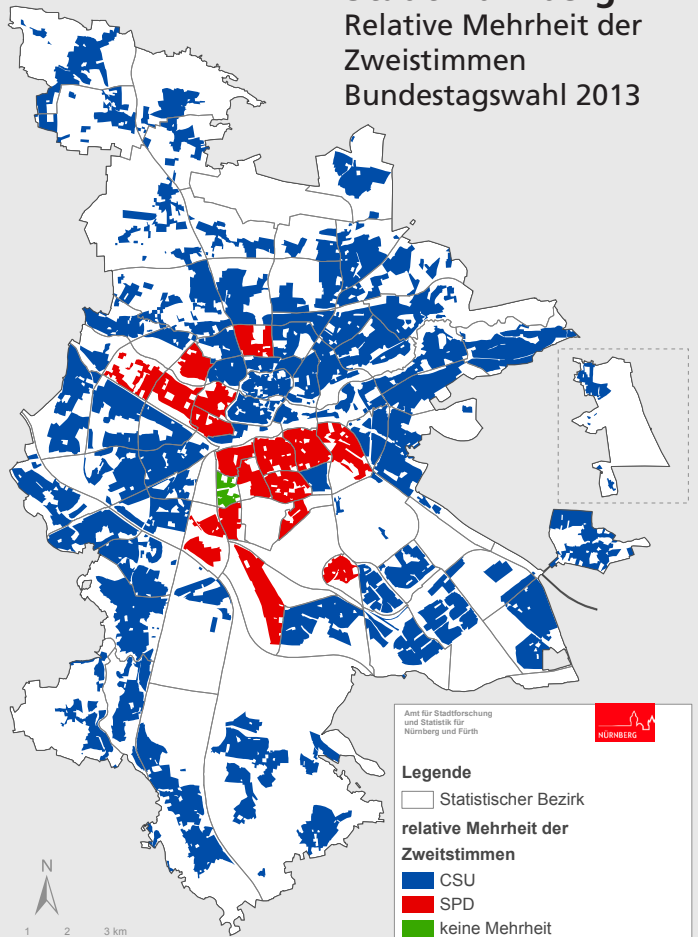 Relative Mehrheit der
Zweistimmen
Bundestagswahl 2013
Amt für Stadtforschung
und Statistik für
Nürnberg und Fürth
NÜRNBERG
Legende
Statistischer Bezirk
relative Mehrheit der
Zweitstimmen
CSU
SPD
keine Mehrheit
N
1 2 3 km